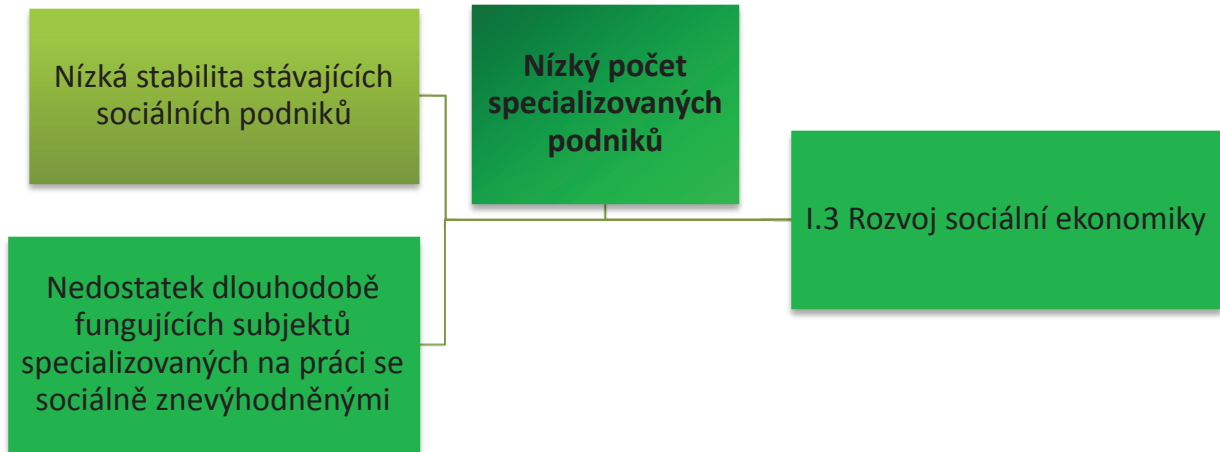 Nízká stabilita stávajících
sociálních podniků
Nízký počet
specializovaných
podniků
I.3 Rozvoj sociální ekonomiky
Nedostatek dlouhodobě
fungujících subjektů
specializovaných na práci se
sociálně znevýhodněnými